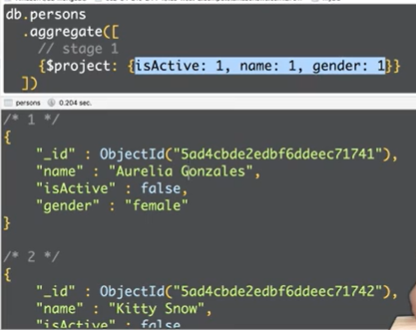 db.persons
.aggregate([
// stage 1
{$project: {isActive: 1, name: 1, gender: 1}}
])
persons 0.204 sec.
/* 1 */
{
"_id" : ObjectId("5ad4cbde2edbf6ddeec71741"),
"name" : "Aurelia Gonzales",
"isActive" : false,
"gender" : "female"
}
/* 2 */
{
"_id" : ObjectId("5ad4cbde2edbf6ddeec71742"),
"name" : "Kitty Snow",
"isActive" : false